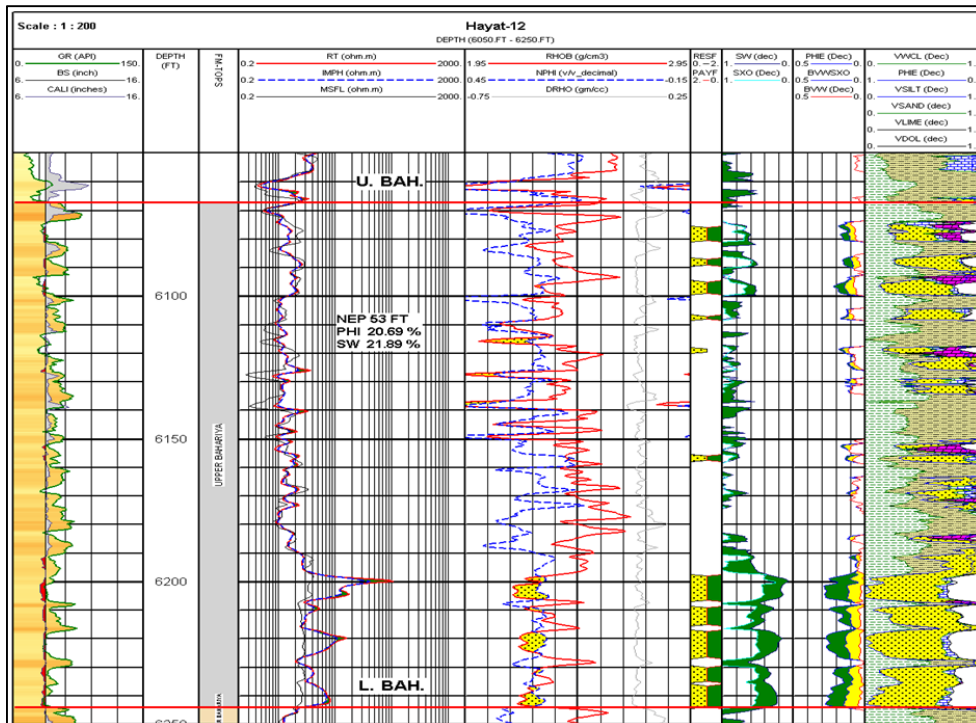 Scale : 1 : 200
Hayat-12
DEPTH (6050.FT - 6250.FT)
GR (API)
0. 150.
BS (inch)
6. 16.
CALI (inches)
6. 16.
DEPTH
(FT)
FM-TOPS
RT (ohm.m)
0.2 2000.
IMPH (ohm.m)
0.2 2000.
MSFL (ohm.m)
0.2 2000.
RHOB (g/cm3)
1.95 2.95
NPHI (v/v_decimal)
0.45 -0.15
DRHO (gm/cc)
-0.75 0.25
RESF
0. 2.
PAYF
2. 0.
SW (dec)
1. 0.
SXO (Dec)
1. 0.
PHIE (Dec)
0.5 0.
BVWSXO
BVW (Dec)
0.5 0.
VWCL (Dec)
0. 1.
PHIE (Dec)
1. 0.
VSILT (Dec)
0. 1.
VSAND (Dec)
0. 1.
VLIME (Dec)
0. 1.
VDOL (dec)
0. 1.
U. BAH.
6100
NEP 53 FT
PHI 20.69 %
SW 21.89 %
6150
UPPER BAHARIYA
6200
L. BAH.
6250